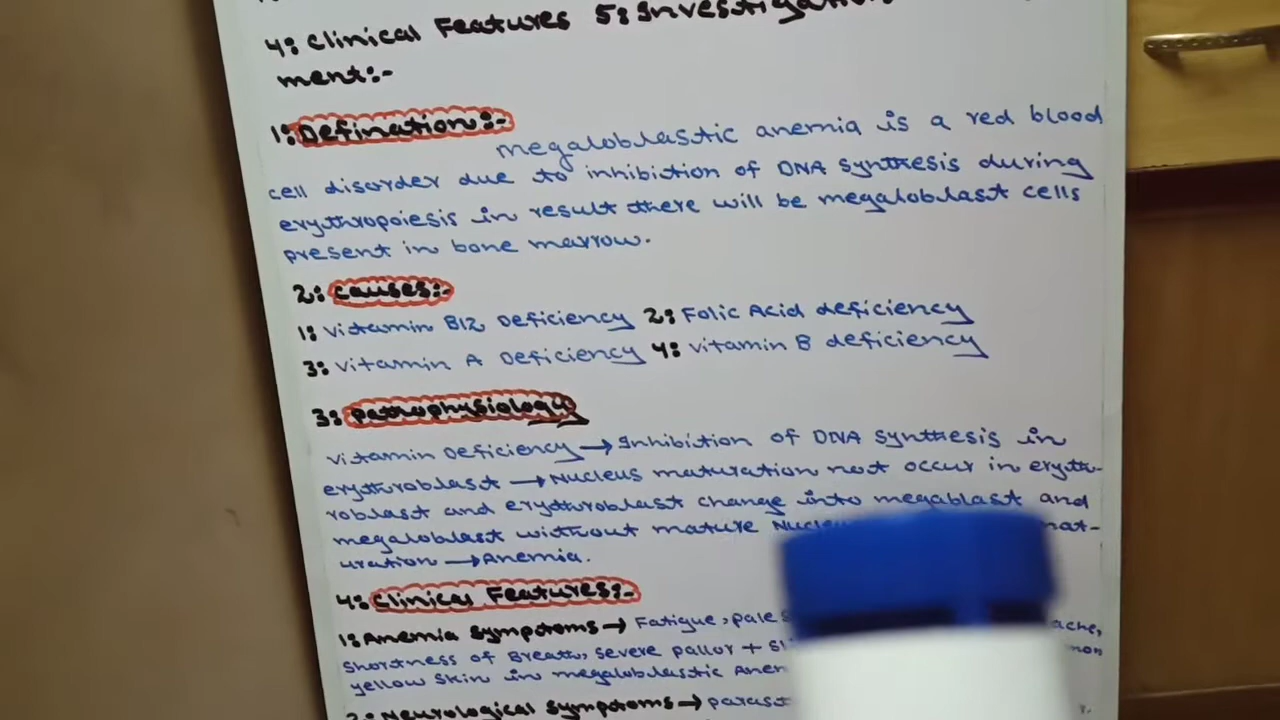 4: Clinical Features 5: Investigation
ment:-
1: Defination:-
megaloblastic anemia is a red blood
cell disorder due to inhibition of DNA synthesis during
erythropoiesis in result there will be megaloblast cells
present in bone marrow.
2: causes:-
1: Vitamin B12 Deficiency 2: Folic Acid deficiency
3: Vitamin A Deficiency 4: Vitamin B deficiency
3: pathophysiology
Vitamin Deficiency → Inhibition of DNA synthesis in
erythroblast → Nucleus maturation not occur in eryth-
roblast and erythroblast change into megablast and
megaloblast without mature
uration → Anemia.
4: Clinical Features:-
1: Anemia Symptoms → Fatigue, pale
Shortness of Breath, severe pallor +
yellow skin in megaloblastic
2: Neurological Symptoms →